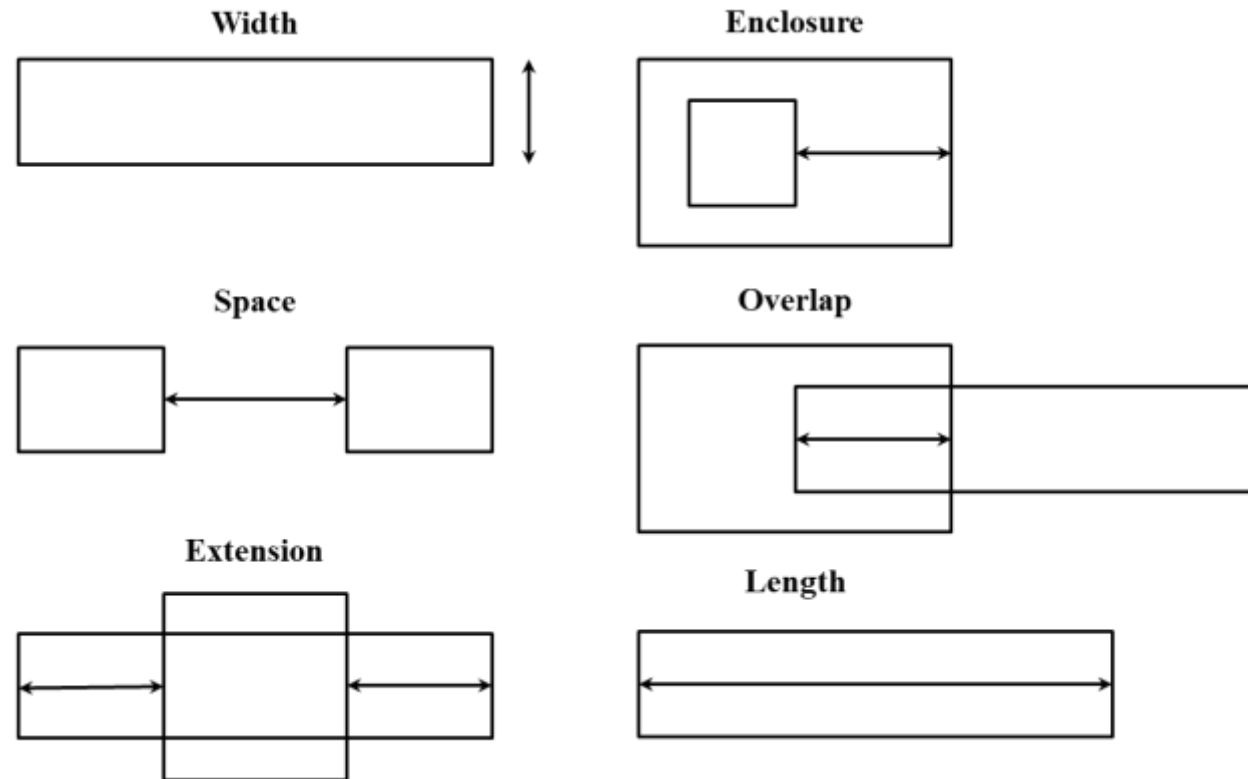 Width
Enclosure
Space
Overlap
Extension
Length